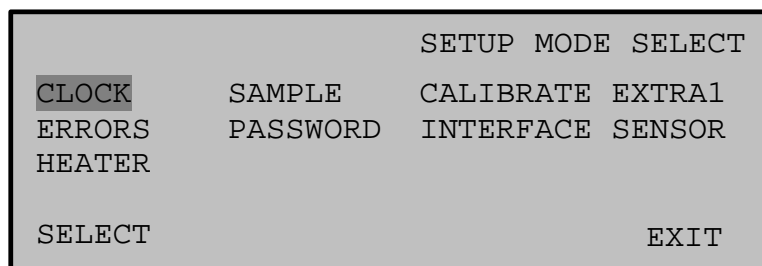 SETUP MODE SELECT
CLOCK SAMPLE CALIBRATE EXTRA1
ERRORS PASSWORD INTERFACE SENSOR
HEATER
SELECT EXIT